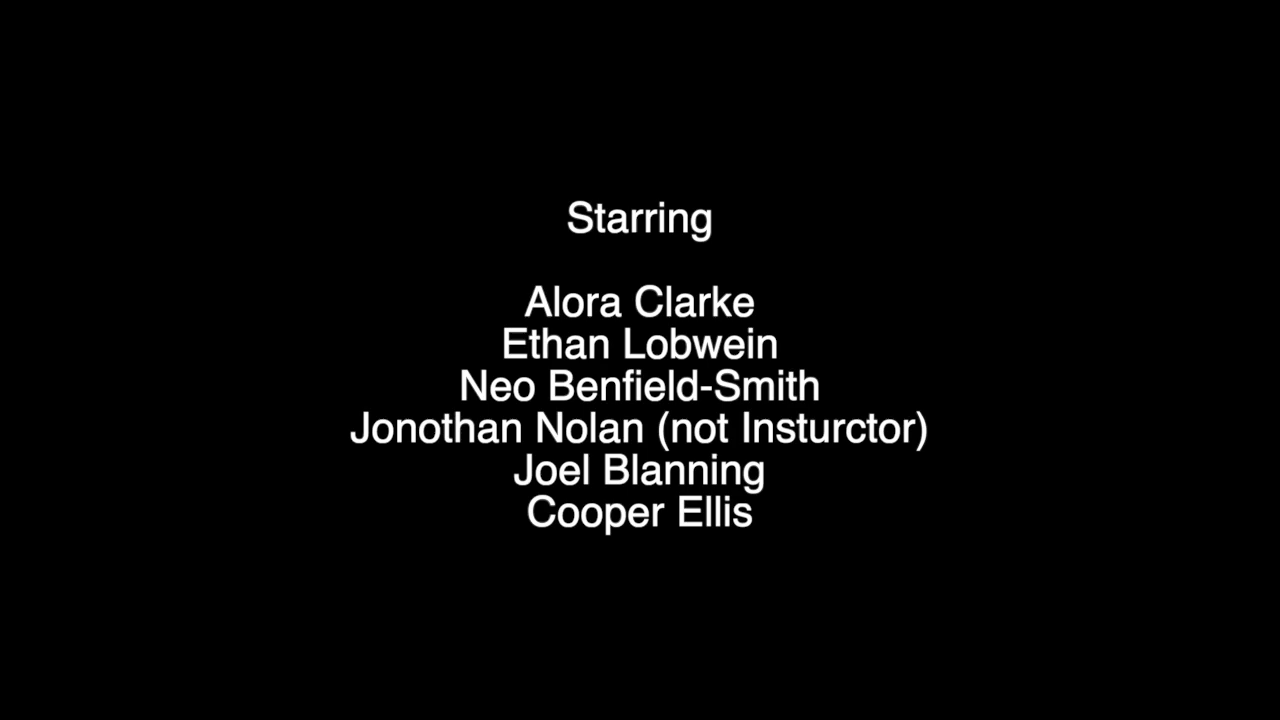 Starring
Alora Clarke
Ethan Lobwein
Neo Benfield-Smith
Jonothan Nolan (not Insturctor)
Joel Blanning
Cooper Ellis